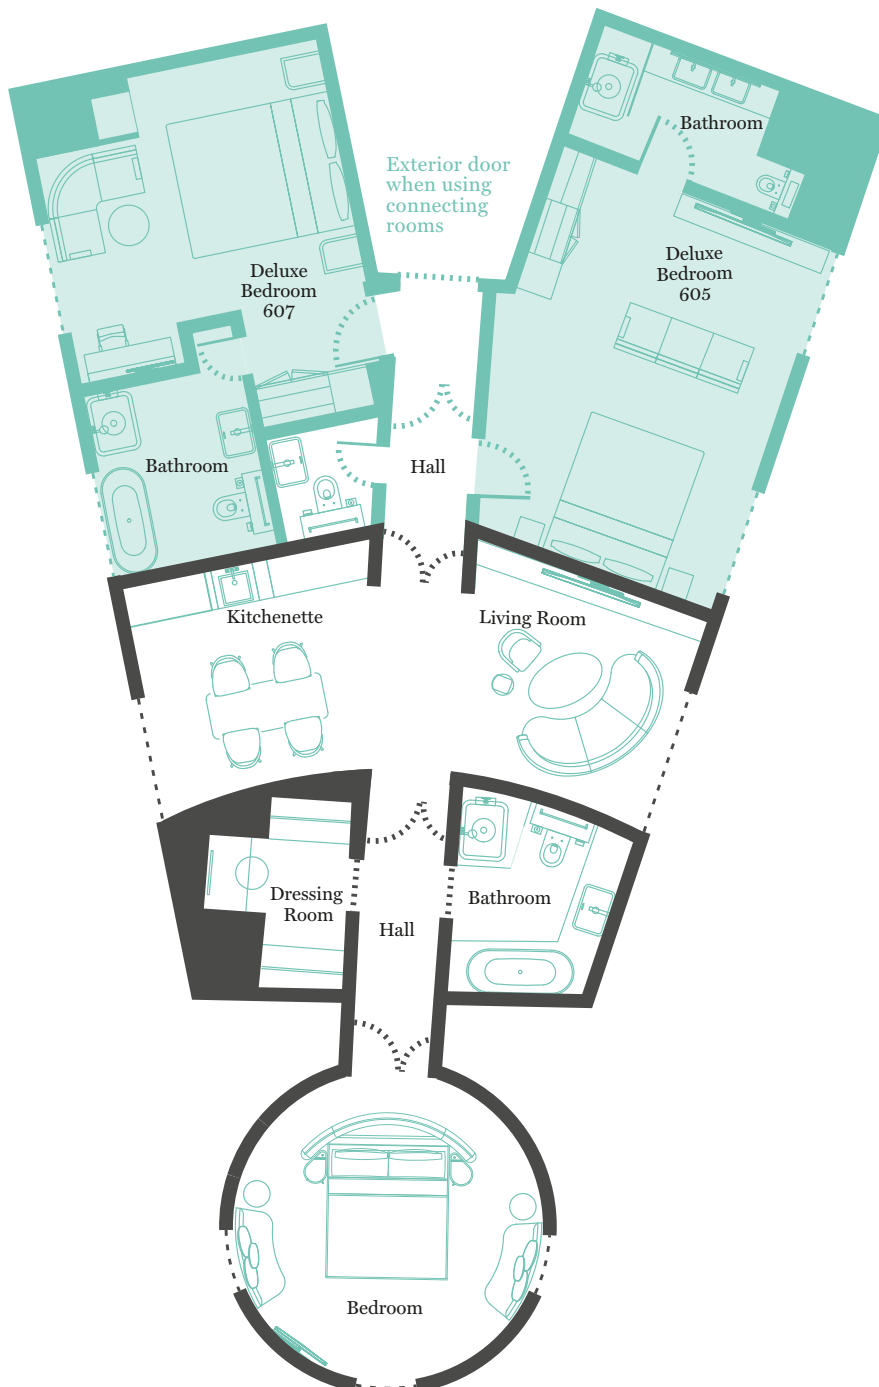 Bathroom
Exterior door
when using
connecting
rooms
Deluxe
Bedroom
605
Deluxe
Bedroom
607
Bathroom
Hall
Kitchenette
Living Room
Dressing
Room
Bathroom
Hall
Bedroom